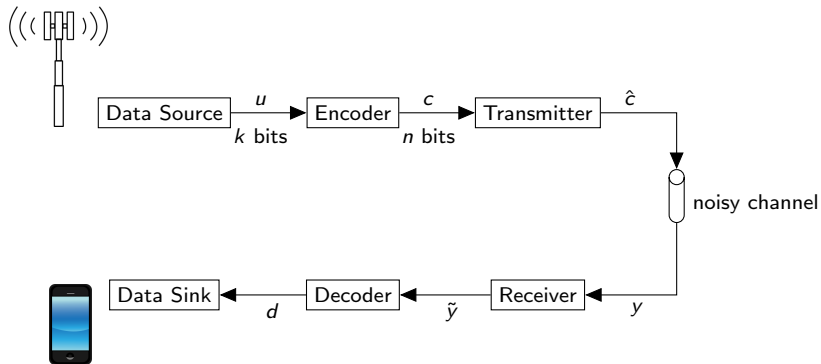 Data Source
u
k bits
Encoder
c
n bits
Transmitter
ĉ
noisy channel
Data Sink
d
Decoder
ỹ
Receiver
y